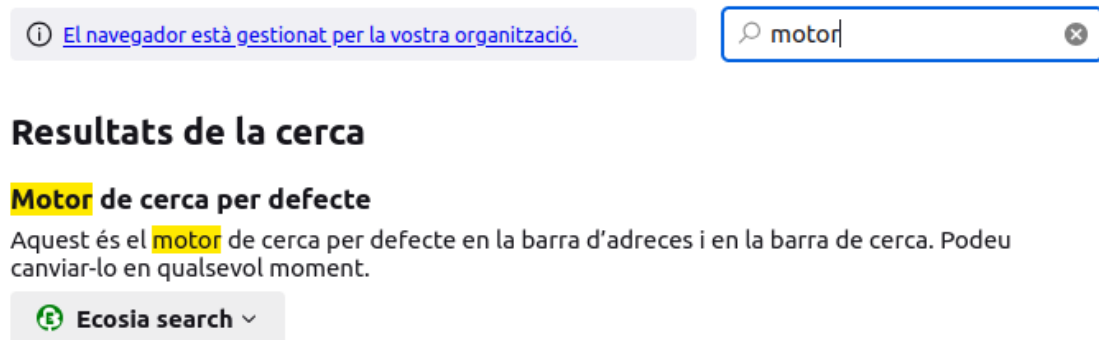 El navegador està gestionat per la vostra organització.
motor
Resultats de la cerca
Motor de cerca per defecte
Aquest és el motor de cerca per defecte en la barra d’adreces i en la barra de cerca. Podeu
canviar-lo en qualsevol moment.
Ecosia search